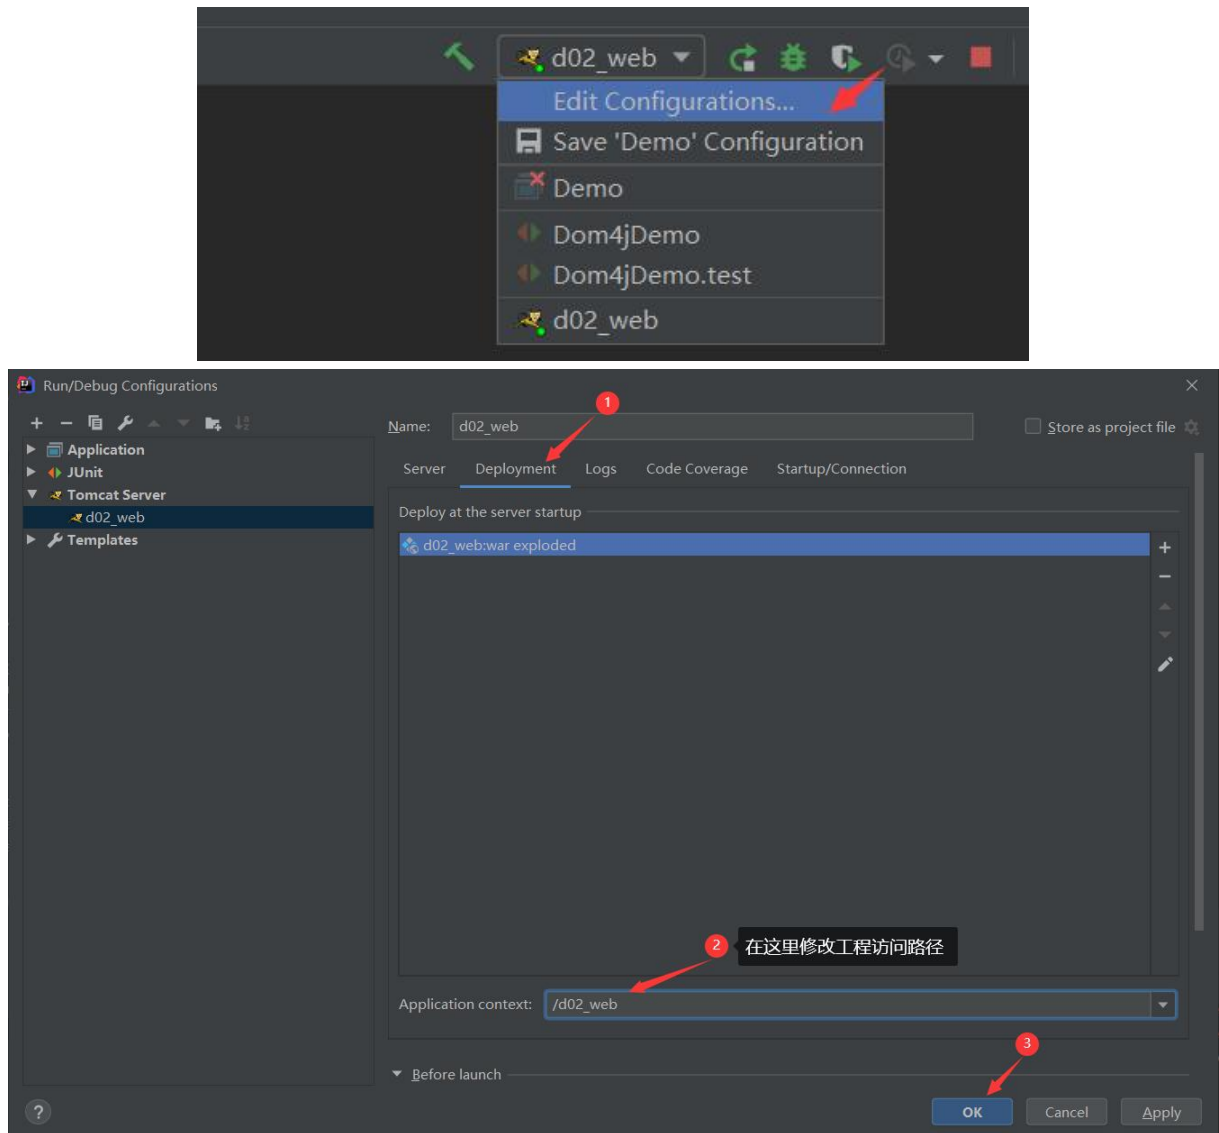 d02_web
Edit Configurations...
Save 'Demo' Configuration
Demo
Dom4jDemo
Dom4jDemo.test
d02_web
Run/Debug Configurations
1
Name: d02_web Store as project file
Application
JUnit
Tomcat Server
d02_web
Templates
Server Deployment Logs Code Coverage Startup/Connection
Deploy at the server startup
d02_web:war exploded
2 在这里修改工程访问路径
Application context: /d02_web
3
Before launch
? OK Cancel Apply